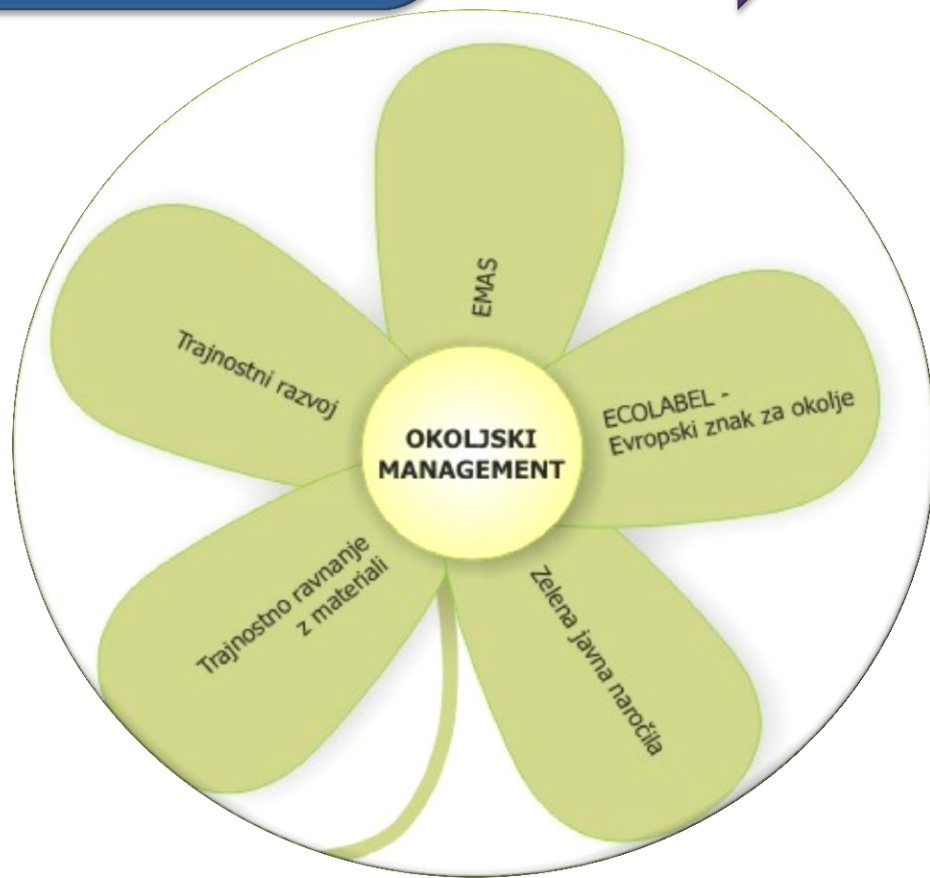 EMAS
ECOLABEL -
Evropski znak za okolje
Zelena javna naročila
Trajnostno ravnanje
z materiali
Trajnostni razvoj
OKOLJSKI
MANAGEMENT